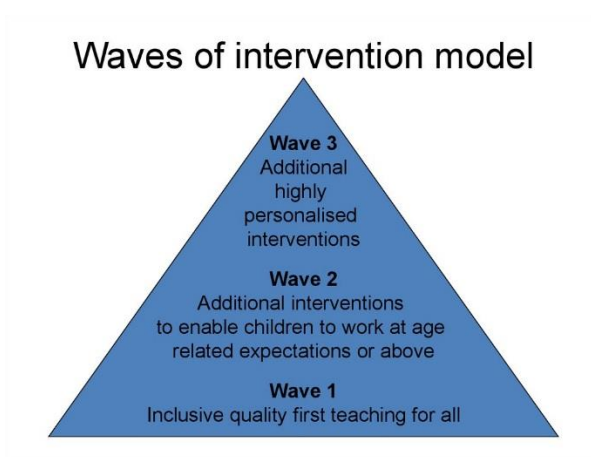 Waves of intervention model
Wave 3
Additional
highly
personalised
interventions
Wave 2
Additional interventions
to enable children to work at age
related expectations or above
Wave 1
Inclusive quality first teaching for all